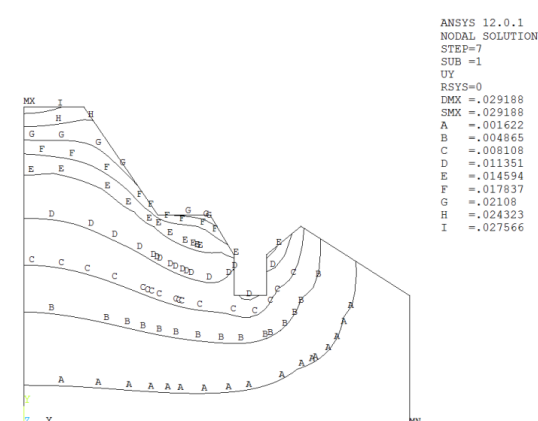 ANSYS 12.0.1
NODAL SOLUTION
STEP=7
SUB =1
UY
RSYS=0
DMX =.029188
SMX =.029188
A =.001622
B =.004865
C =.008108
D =.011351
E =.014594
F =.017837
G =.02108
H =.024323
I =.027566
MX I
H H
G G G
F F F F
E E E
F F G G
E E F F F
E E E E E E
D D D D D D D D D D D D D
C C C C C C C C C C C C C
B B B B B B B B B B B B B B
A A A A A A A A A A A A A A A
Y
Z X